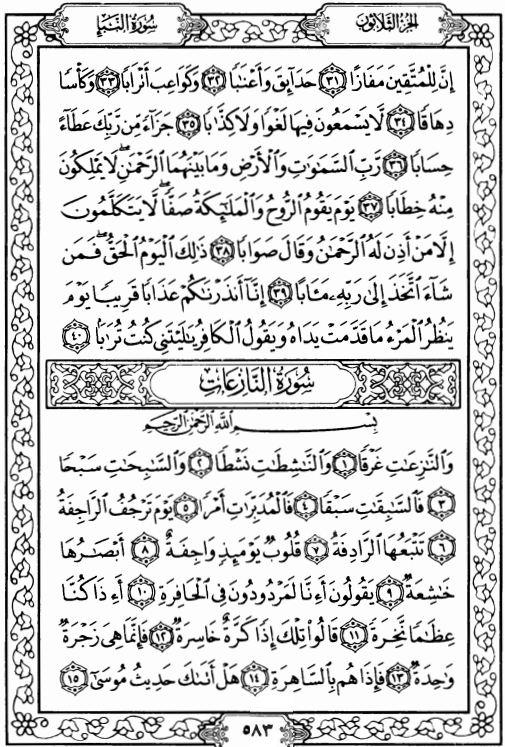 الجزء الثلاثون
سورة النبإ
إِنَّ لِلْمُتَّقِينَ مَفَازًا ٣١ حَدَآئِقَ وَأَعْنَٰبًا ٣٢ وَكَوَاعِبَ أَتْرَابًا ٣٣ وَكَأْسًا
دِهَاقًا ٣٤ لَّا يَسْمَعُونَ فِيهَا لَغْوًا وَلَا كِذَّٰبًا ٣٥ جَزَآءً مِّن رَّبِّكَ عَطَآءً
حِسَابًا ٣٦ رَّبِّ ٱلسَّمَٰوَٰتِ وَٱلْأَرْضِ وَمَا بَيْنَهُمَا ٱلرَّحْمَٰنِ ۖ لَا يَمْلِكُونَ
مِنْهُ خِطَابًا ٣٧ يَوْمَ يَقُومُ ٱلرُّوحُ وَٱلْمَلَٰٓئِكَةُ صَفًّا ۖ لَّا يَتَكَلَّمُونَ
إِلَّا مَنْ أَذِنَ لَهُ ٱلرَّحْمَٰنُ وَقَالَ صَوَابًا ٣٨ ذَٰلِكَ ٱلْيَوْمُ ٱلْحَقُّ ۖ فَمَن
شَآءَ ٱتَّخَذَ إِلَىٰ رَبِّهِۦ مَـَٔابًا ٣٩ إِنَّآ أَنذَرْنَٰكُمْ عَذَابًا قَرِيبًا يَوْمَ
يَنظُرُ ٱلْمَرْءُ مَا قَدَّمَتْ يَدَاهُ وَيَقُولُ ٱلْكَافِرُ يَٰلَيْتَنِى كُنتُ تُرَٰبًا ٤٠
سورة النازعات
بِسْمِ ٱللَّهِ ٱلرَّحْمَٰنِ ٱلرَّحِيمِ
وَٱلنَّٰزِعَٰتِ غَرْقًا ١ وَٱلنَّٰشِطَٰتِ نَشْطًا ٢ وَٱلسَّٰبِحَٰتِ سَبْحًا
٣ فَٱلسَّٰبِقَٰتِ سَبْقًا ٤ فَٱلْمُدَبِّرَٰتِ أَمْرًا ٥ يَوْمَ تَرْجُفُ ٱلرَّاجِفَةُ
٦ تَتْبَعُهَا ٱلرَّادِفَةُ ٧ قُلُوبٌ يَوْمَئِذٍ وَاجِفَةٌ ٨ أَبْصَٰرُهَا
خَٰشِعَةٌ ٩ يَقُولُونَ أَءِنَّا لَمَرْدُودُونَ فِى ٱلْحَافِرَةِ ١٠ أَءِذَا كُنَّا
عِظَٰمًا نَّخِرَةً ١١ قَالُوا۟ تِلْكَ إِذًا كَرَّةٌ خَاسِرَةٌ ١٢ فَإِنَّمَا هِىَ زَجْرَةٌ
وَٰحِدَةٌ ١٣ فَإِذَا هُم بِٱلسَّاهِرَةِ ١٤ هَلْ أَتَىٰكَ حَدِيثُ مُوسَىٰٓ ١٥
٥٨٣